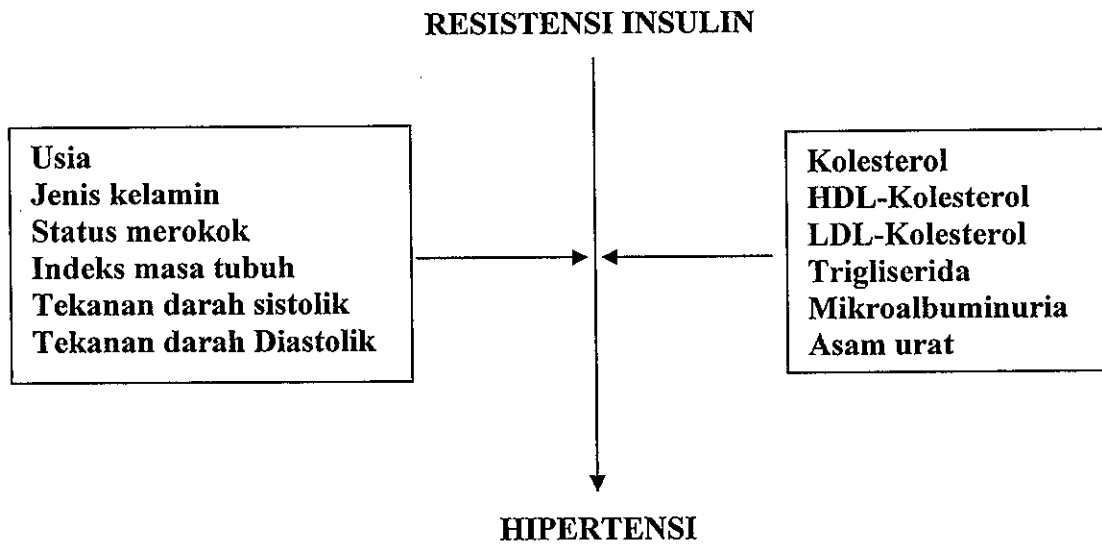 RESISTENSI INSULIN
Usia
Jenis kelamin
Status merokok
Indeks masa tubuh
Tekanan darah sistolik
Tekanan darah Diastolik
Kolesterol
HDL-Kolesterol
LDL-Kolesterol
Trigliserida
Mikroalbuminuria
Asam urat
HIPERTENSI